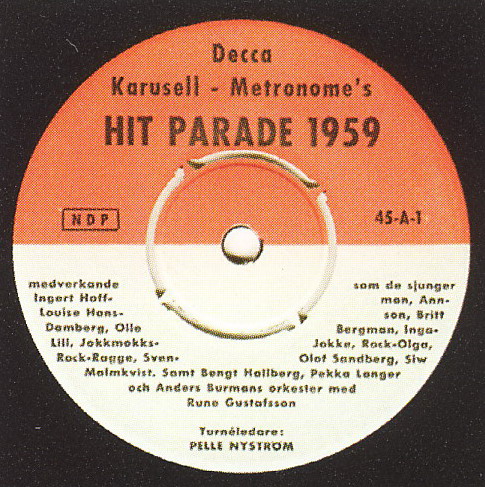 Decca
Karusell - Metronome's
HIT PARADE 1959
NDP 45-A-1
medverkande som de sjunger
Ingert Hoff- man, Ann-
Louise Hans- son, Britt
Damberg, Olle Bergman, Inga-
Lill, Jokkmokks- Jokke, Rock-Olga,
Rock-Ragge, Sven- Olof Sandberg, Siw
Malmkvist. Samt Bengt Hallberg, Pekka Langer
och Anders Burmans orkester med
Rune Gustafsson
Turnéledare:
PELLE NYSTRÖM